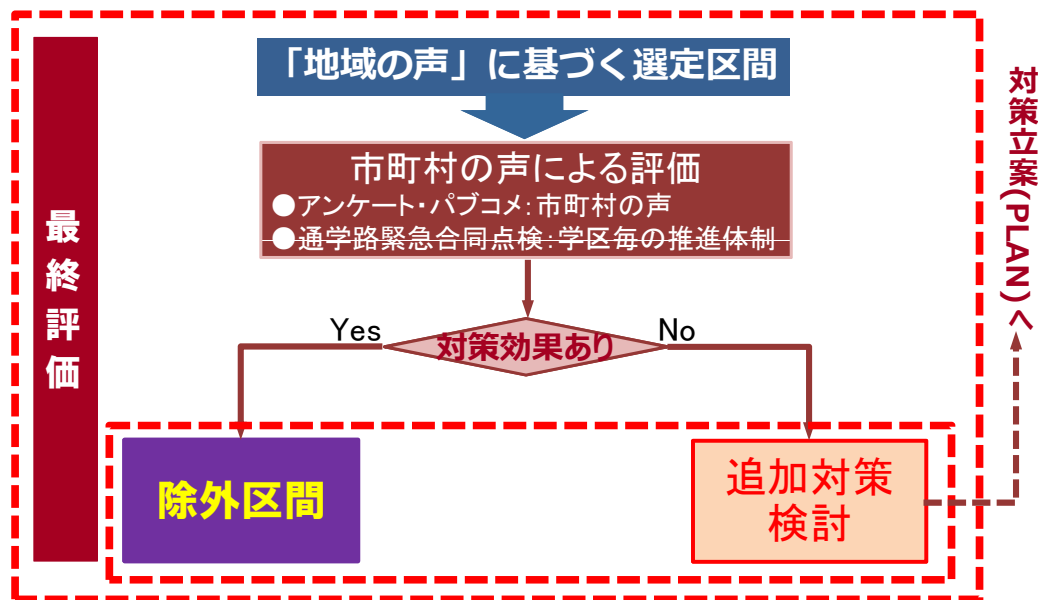 「地域の声」に基づく選定区間
市町村の声による評価
●アンケート・パブコメ:市町村の声
●通学路緊急合同点検:学区毎の推進体制
最終評価
対策効果あり
Yes
No
除外区間
追加対策
検討
対策立案(PLAN)へ